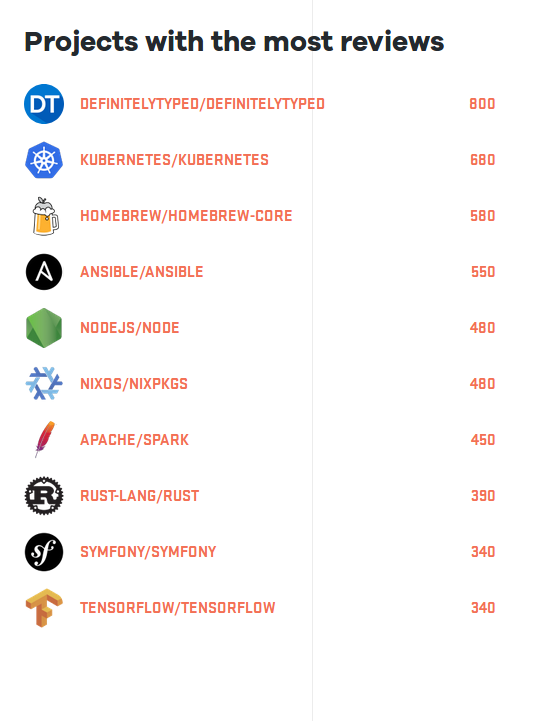 Projects with the most reviews
DT DEFINITELYTYPED/DEFINITELYTYPED 800
KUBERNETES/KUBERNETES 680
HOMEBREW/HOMEBREW-CORE 580
A ANSIBLE/ANSIBLE 550
NODEJS/NODE 480
NIXOS/NIXPKGS 480
APACHE/SPARK 450
R RUST-LANG/RUST 390
sf SYMFONY/SYMFONY 340
TENSORFLOW/TENSORFLOW 340